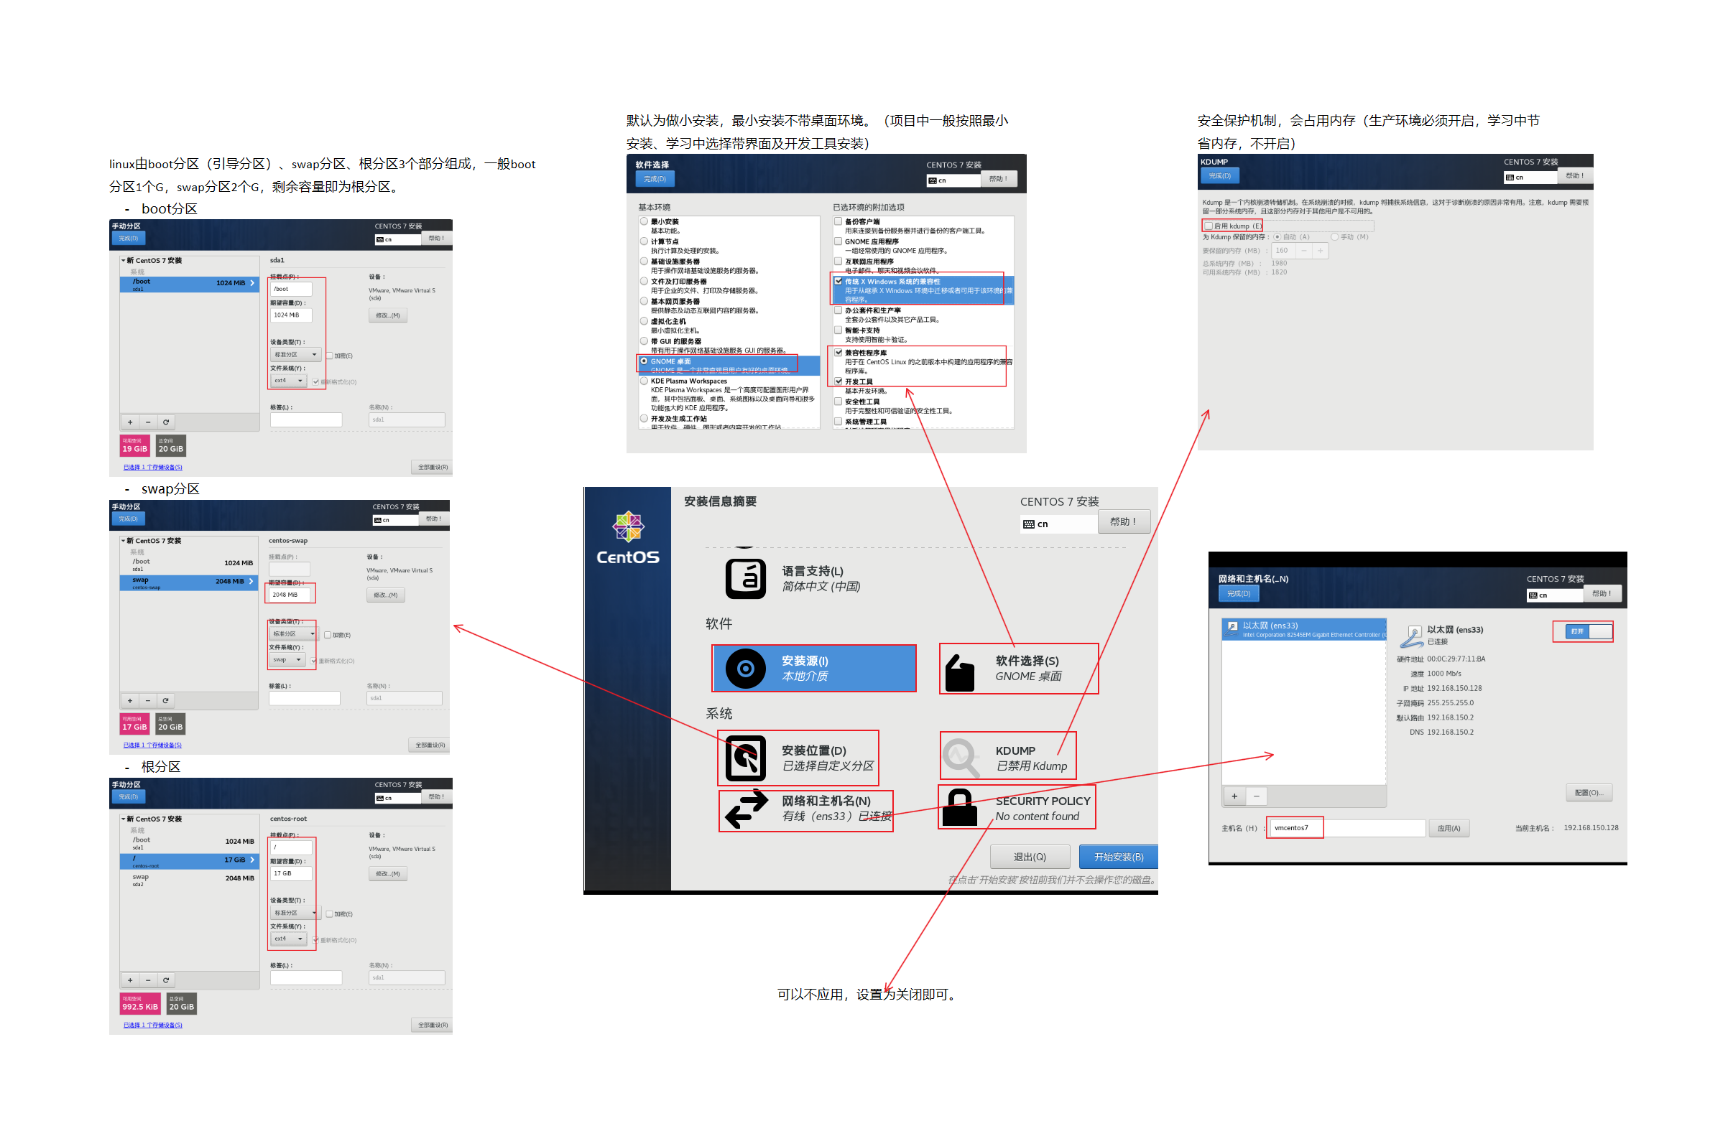 linux由boot分区（引导分区）、swap分区、根分区3个部分组成，一般boot
分区1个G，swap分区2个G，剩余容量即为根分区。
- boot分区
手动分区
完成(D)
CENTOS 7 安装
cn
帮助！
新 CentOS 7 安装
系统
/boot
sda1
1024 MiB
sda1
挂载点(P)：
/boot
期望容量(D)：
1024 MiB
设备类型(T)：
标准分区
加密(E)
文件系统(Y)：
ext4
重新格式化(O)
标签(L)：
设备：
VMware, VMware Virtual S
(sda)
修改...(M)
名称(N)：
sda1
可用空间
19 GiB
总空间
20 GiB
已选择 1 个存储设备(S)
全部重设(R)
- swap分区
手动分区
完成(D)
CENTOS 7 安装
cn
帮助！
新 CentOS 7 安装
系统
/boot
sda1
1024 MiB
swap
centos-swap
2048 MiB
centos-swap
挂载点(P)：
期望容量(D)：
2048 MiB
设备类型(T)：
标准分区
加密(E)
文件系统(Y)：
swap
重新格式化(O)
标签(L)：
设备：
VMware, VMware Virtual S
(sda)
修改...(M)
名称(N)：
sda1
可用空间
17 GiB
总空间
20 GiB
已选择 1 个存储设备(S)
全部重设(R)
- 根分区
手动分区
完成(D)
CENTOS 7 安装
cn
帮助！
新 CentOS 7 安装
系统
/boot
sda1
1024 MiB
/
centos-root
17 GiB
swap
sda2
2048 MiB
centos-root
挂载点(P)：
/
期望容量(D)：
17 GiB
设备类型(T)：
标准分区
加密(E)
文件系统(Y)：
ext4
重新格式化(O)
标签(L)：
设备：
VMware, VMware Virtual S
(sda)
修改...(M)
名称(N)：
sda1
可用空间
992.5 KiB
总空间
20 GiB
已选择 1 个存储设备(S)
全部重设(R)
默认为做小安装，最小安装不带桌面环境。（项目中一般按照最小
安装、学习中选择带界面及开发工具安装）
软件选择
完成(D)
CENTOS 7 安装
cn
帮助！
基本环境
最小安装
基本功能。
计算节点
执行计算及处理的安装。
基础设施服务器
用于操作网络基础设施服务的服务器。
文件及打印服务器
用于企业的文件、打印及存储服务器。
基本网页服务器
提供静态及动态互联网内容的服务器。
虚拟化主机
最小虚拟化主机。
带 GUI 的服务器
带有用于操作网络基础设施服务 GUI 的服务器。
GNOME 桌面
GNOME 是一个非常直观且用户友好的桌面环境。
KDE Plasma Workspaces
KDE Plasma Workspaces 是一个高度可配置图形用户界
面，其中包括面板、桌面、系统图标以及桌面向导和很多
功能强大的 KDE 应用程序。
开发及生成工作站
用于软件、硬件、图形或者内容开发的工作站。
已选环境的附加选项
备份客户端
用来连接到备份服务器并进行备份的客户端工具。
GNOME 应用程序
一组经常使用的 GNOME 应用程序。
互联网应用程序
电子邮件、聊天和视频会议软件。
传统 X Windows 系统的兼容性
用于从继承 X Windows 环境中迁移或者可用于该环境的兼
容程序。
办公套件和生产率
全套办公套件以及其它产品工具。
智能卡支持
支持使用智能卡验证。
兼容性程序库
用于在 CentOS Linux 的之前版本中构建的应用程序的兼容
程序库。
开发工具
基本开发环境。
安全性工具
用于完整性和可信验证的安全性工具。
系统管理工具
安全保护机制，会占用内存（生产环境必须开启，学习中节
省内存，不开启）
KDUMP
完成(D)
CENTOS 7 安装
cn
帮助！
Kdump 是一个内核崩溃转储机制。在系统崩溃的时候，kdump 将捕获系统信息，这对于诊断崩溃的原因非常有用。注意，kdump 需要预
留一部分系统内存，且这部分内存对于其他用户是不可用的。
启用 kdump（E）
为 Kdump 保留的内存：
自动（A）
手动（M）
要保留的内存（MB）：
160
总系统内存（MB）：
1980
可用系统内存（MB）：
1820
CentOS
安装信息摘要
CENTOS 7 安装
cn
帮助！
语言支持(L)
简体中文 (中国)
软件
安装源(I)
本地介质
软件选择(S)
GNOME 桌面
系统
安装位置(D)
已选择自定义分区
KDUMP
已禁用 Kdump
网络和主机名(N)
有线（ens33）已连接
SECURITY POLICY
No content found
退出(Q)
开始安装(B)
在点击“开始安装”按钮前我们并不会操作您的磁盘。
网络和主机名(_N)
完成(D)
CENTOS 7 安装
cn
帮助！
以太网 (ens33)
Intel Corporation 82545EM Gigabit Ethernet Controller (
以太网 (ens33)
已连接
打开
硬件地址 00:0C:29:77:11:BA
速度 1000 Mb/s
IP 地址 192.168.150.128
子网掩码 255.255.255.0
默认路由 192.168.150.2
DNS 192.168.150.2
配置(O)...
主机名（H）：
vmcentos7
应用(A)
当前主机名：
192.168.150.128
可以不应用，设置为关闭即可。